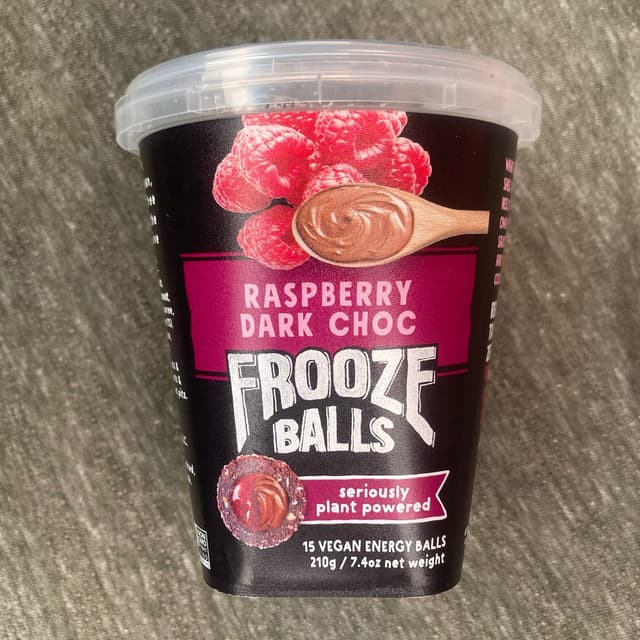 RASPBERRY
DARK CHOC
FROOZE
BALLS
seriously
plant powered
15 VEGAN ENERGY BALLS
210g / 7.4oz net weight